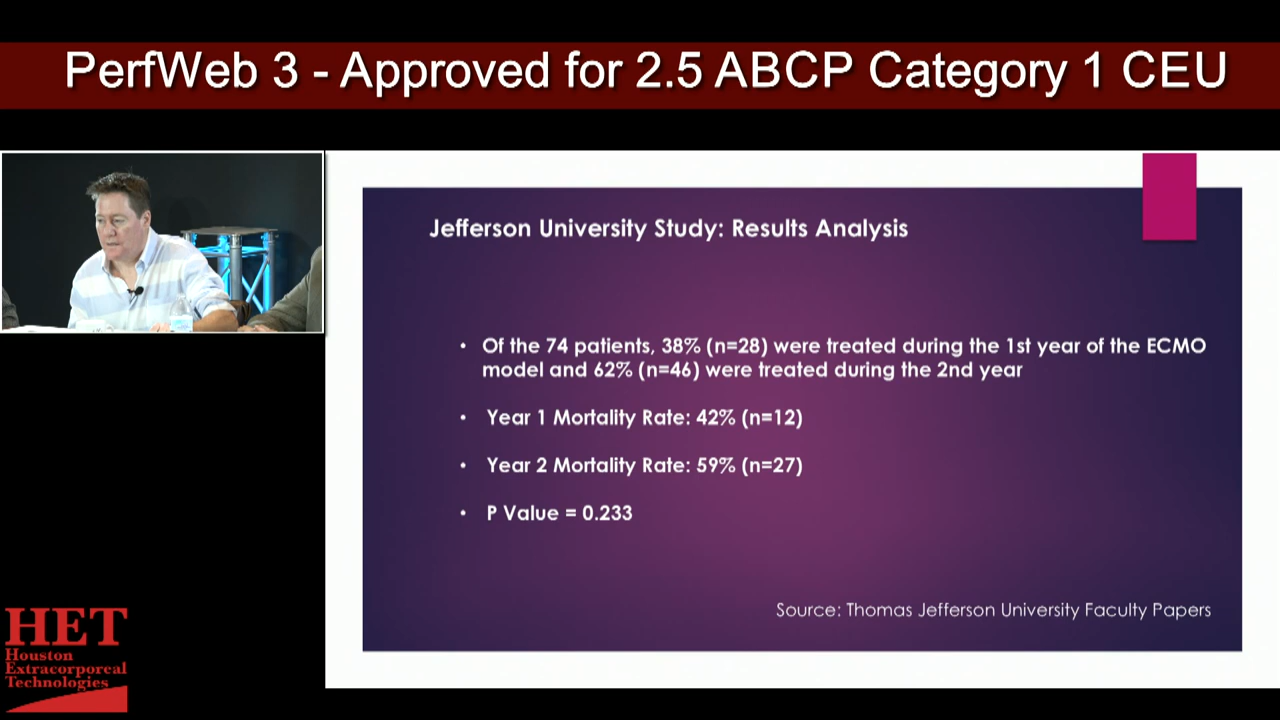 PerfWeb 3 - Approved for 2.5 ABCP Category 1 CEU
Jefferson University Study: Results Analysis
• Of the 74 patients, 38% (n=28) were treated during the 1st year of the ECMO
model and 62% (n=46) were treated during the 2nd year
• Year 1 Mortality Rate: 42% (n=12)
• Year 2 Mortality Rate: 59% (n=27)
• P Value = 0.233
Source: Thomas Jefferson University Faculty Papers
HET
Houston
Extracorporeal
Technologies